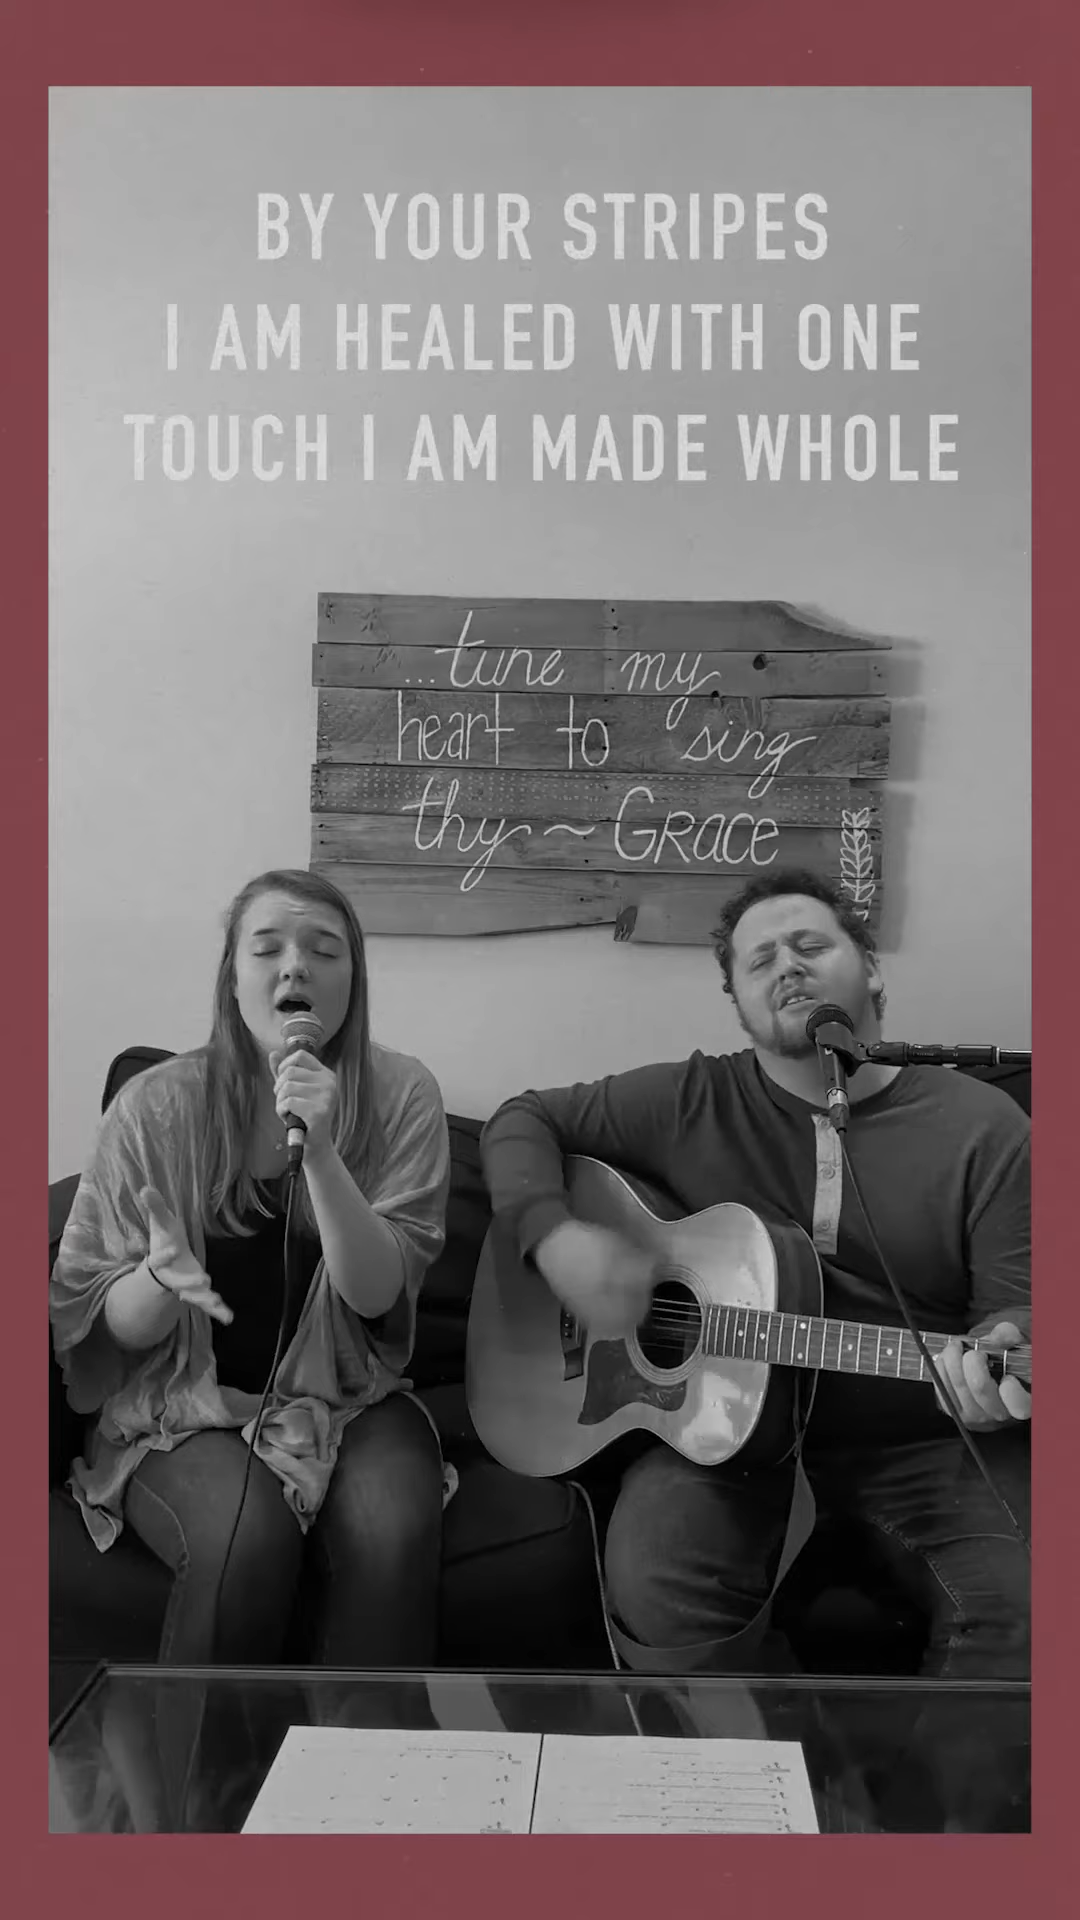 BY YOUR STRIPES
I AM HEALED WITH ONE
TOUCH I AM MADE WHOLE
...tune my
heart to sing
thy ~ GRACE